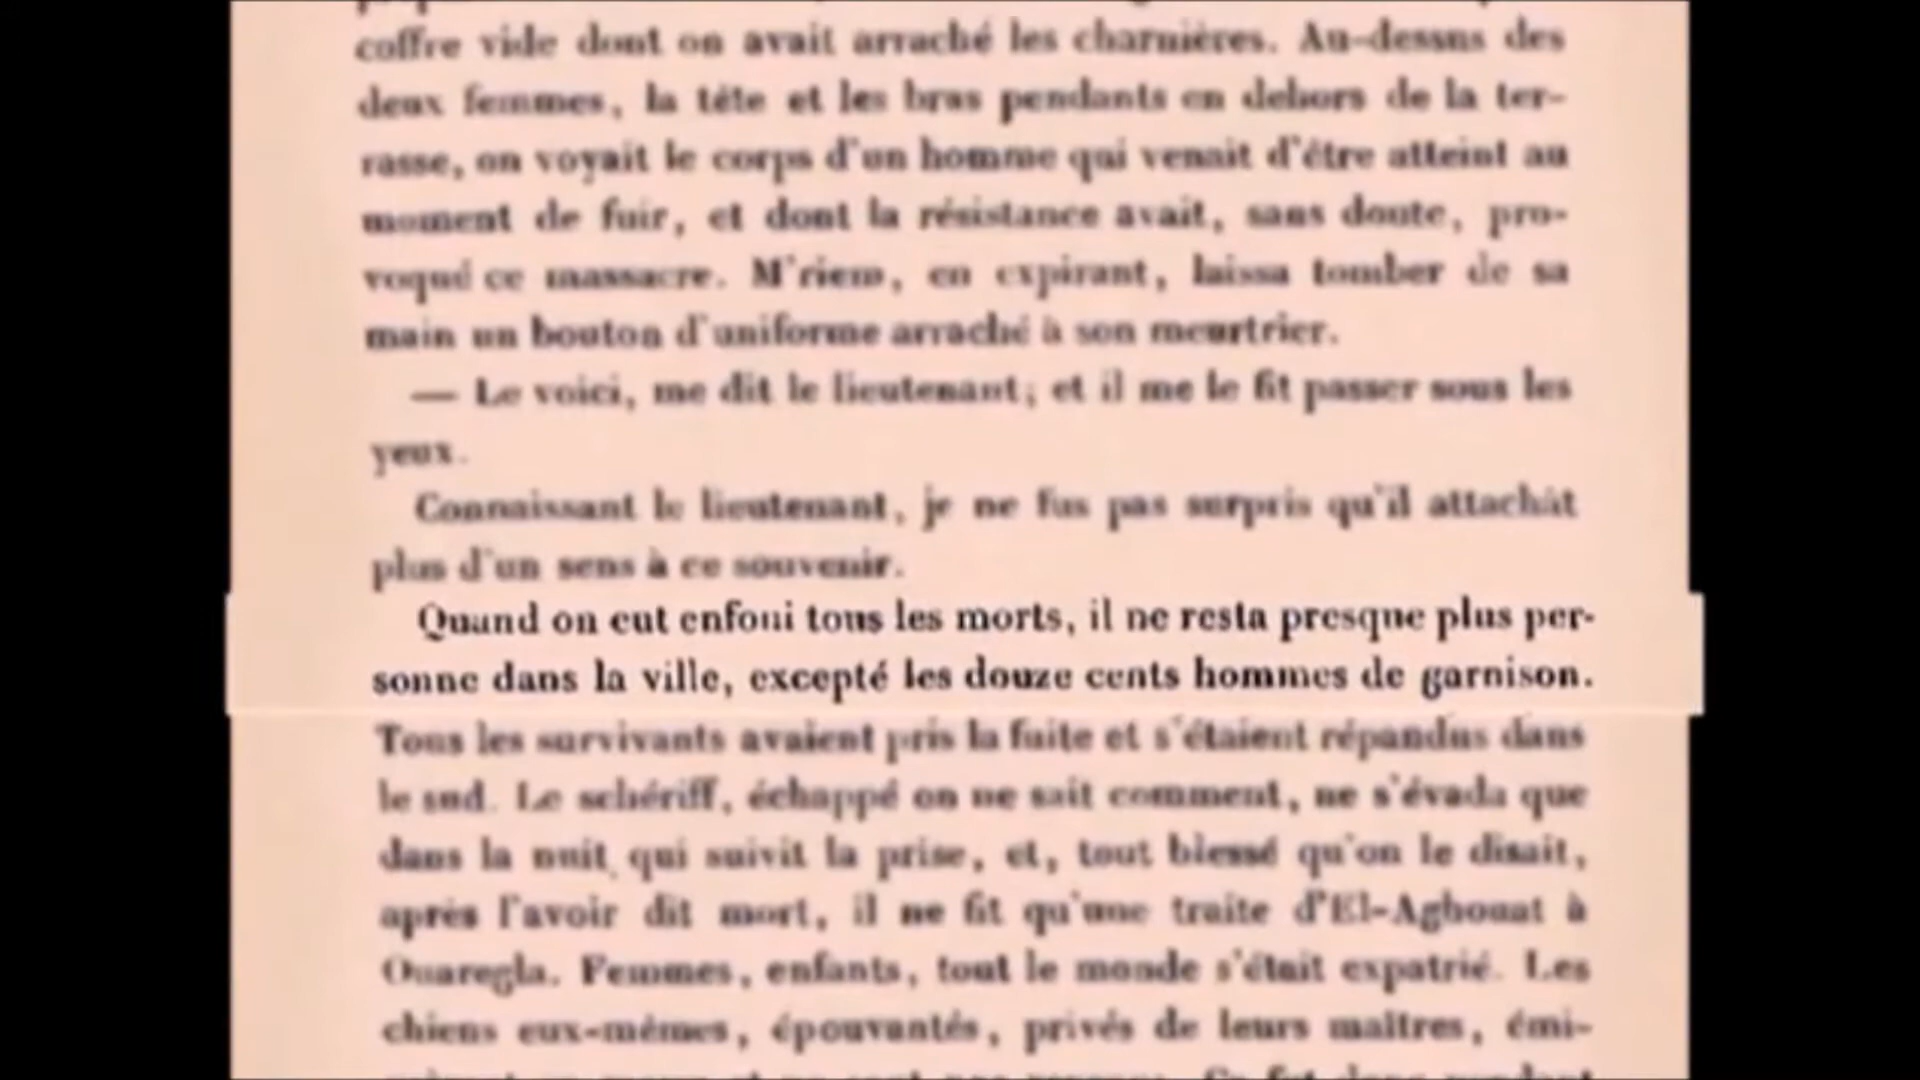 coffre vide dont on avait arraché les charnières. Au-dessus des
deux femmes, la tête et les bras pendants en dehors de la ter-
rasse, on voyait le corps d'un homme qui venait d'être atteint au
moment de fuir, et dont la résistance avait, sans doute, pro-
voqué ce massacre. M'riem, en expirant, laissa tomber de sa
main un bouton d'uniforme arraché à son meurtrier.
— Le voici, me dit le lieutenant; et il me le fit passer sous les
yeux.
Connaissant le lieutenant, je ne fus pas surpris qu'il attachât
plus d'un sens à ce souvenir.
Quand on eut enfoui tous les morts, il ne resta presque plus per-
sonne dans la ville, excepté les douze cents hommes de garnison.
Tous les survivants avaient pris la fuite et s'étaient répandus dans
le sud. Le schériff, échappé on ne sait comment, ne s'évada que
dans la nuit qui suivit la prise, et, tout blessé qu'on le disait,
après l'avoir dit mort, il ne fit qu'une traite d'El-Aghouat à
Ouaregla. Femmes, enfants, tout le monde s'était expatrié. Les
chiens eux-mêmes, épouvantés, privés de leurs maîtres, émi-